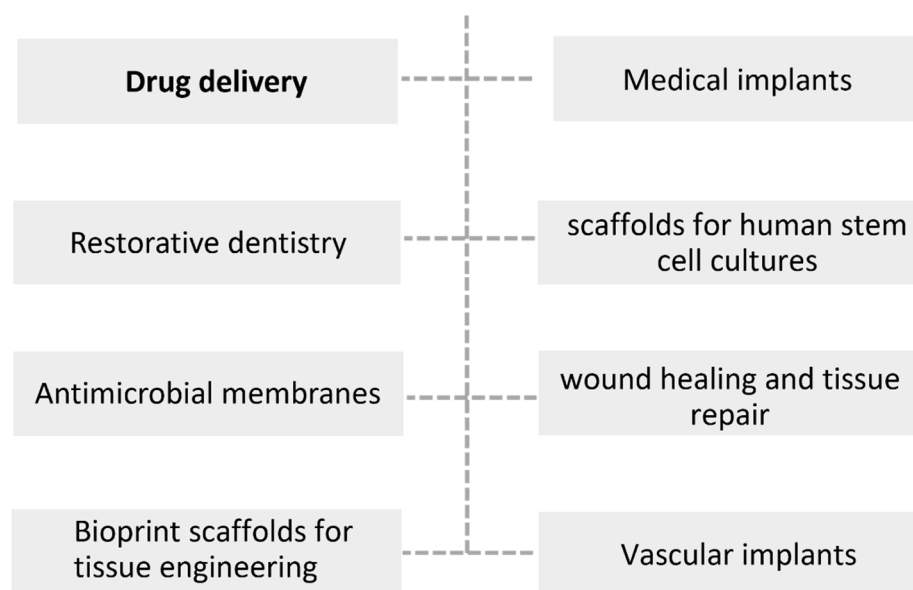 Drug delivery
Medical implants
Restorative dentistry
scaffolds for human stem
cell cultures
Antimicrobial membranes
wound healing and tissue
repair
Bioprint scaffolds for
tissue engineering
Vascular implants